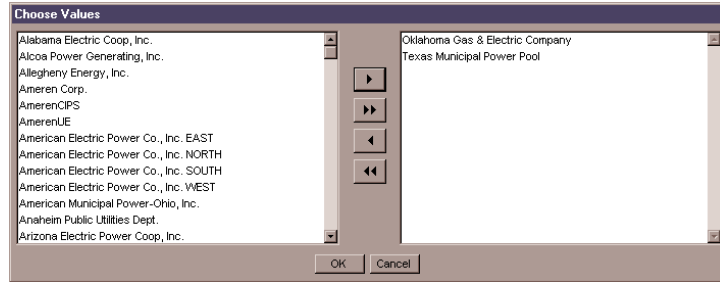 Choose Values
Alabama Electric Coop, Inc.
Alcoa Power Generating, Inc.
Allegheny Energy, Inc.
Ameren Corp.
AmerenCIPS
AmerenUE
American Electric Power Co., Inc. EAST
American Electric Power Co., Inc. NORTH
American Electric Power Co., Inc. SOUTH
American Electric Power Co., Inc. WEST
American Municipal Power-Ohio, Inc.
Anaheim Public Utilities Dept.
Arizona Electric Power Coop, Inc.
Oklahoma Gas & Electric Company
Texas Municipal Power Pool
OK Cancel